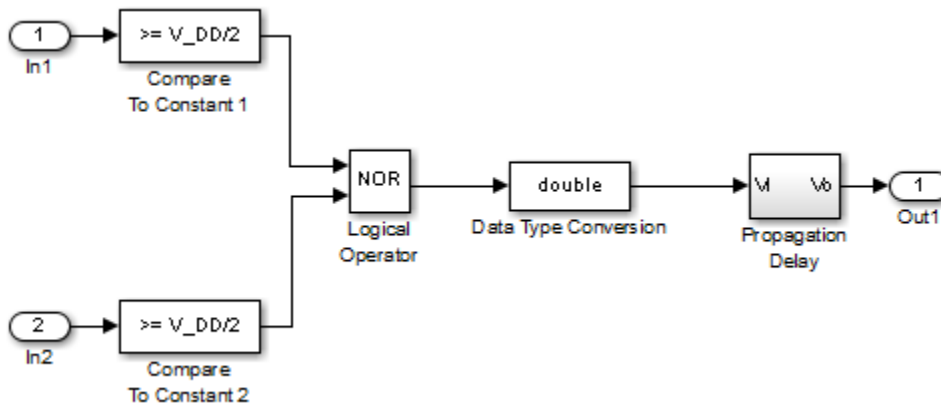 1
In1
>= V_DD/2
Compare
To Constant 1
2
In2
>= V_DD/2
Compare
To Constant 2
NOR
Logical
Operator
double
Data Type Conversion
Vi Vo
Propagation
Delay
1
Out1